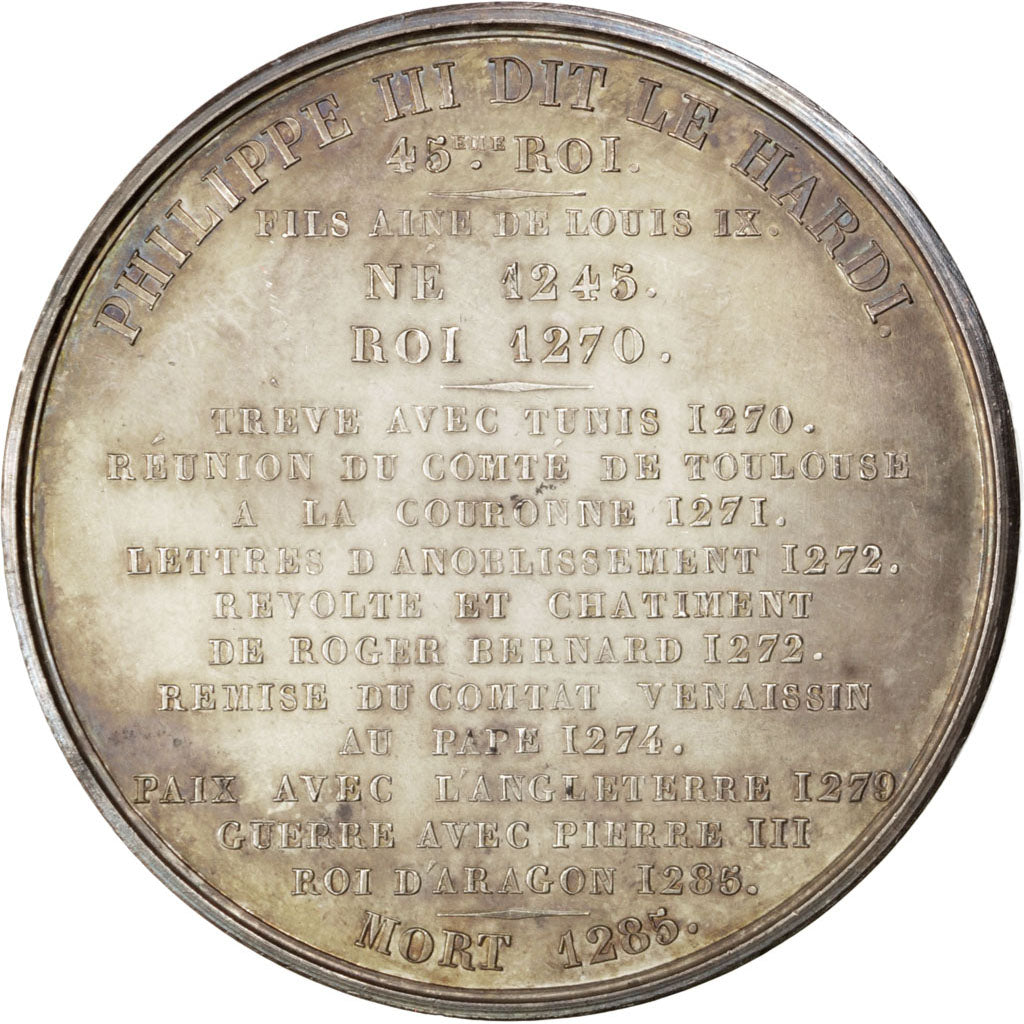 PHILIPPE III DIT LE HARDI.
45EME. ROI.
FILS AINE DE LOUIS IX.
NE 1245.
ROI 1270.
TREVE AVEC TUNIS 1270.
RÉUNION DU COMTÉ DE TOULOUSE
A LA COURONNE 1271.
LETTRES D ANOBLISSEMENT 1272.
REVOLTE ET CHATIMENT
DE ROGER BERNARD 1272.
REMISE DU COMTAT VENAISSIN
AU PAPE 1274.
PAIX AVEC L'ANGLETERRE 1279
GUERRE AVEC PIERRE III
ROI D'ARAGON 1285.
MORT 1285.